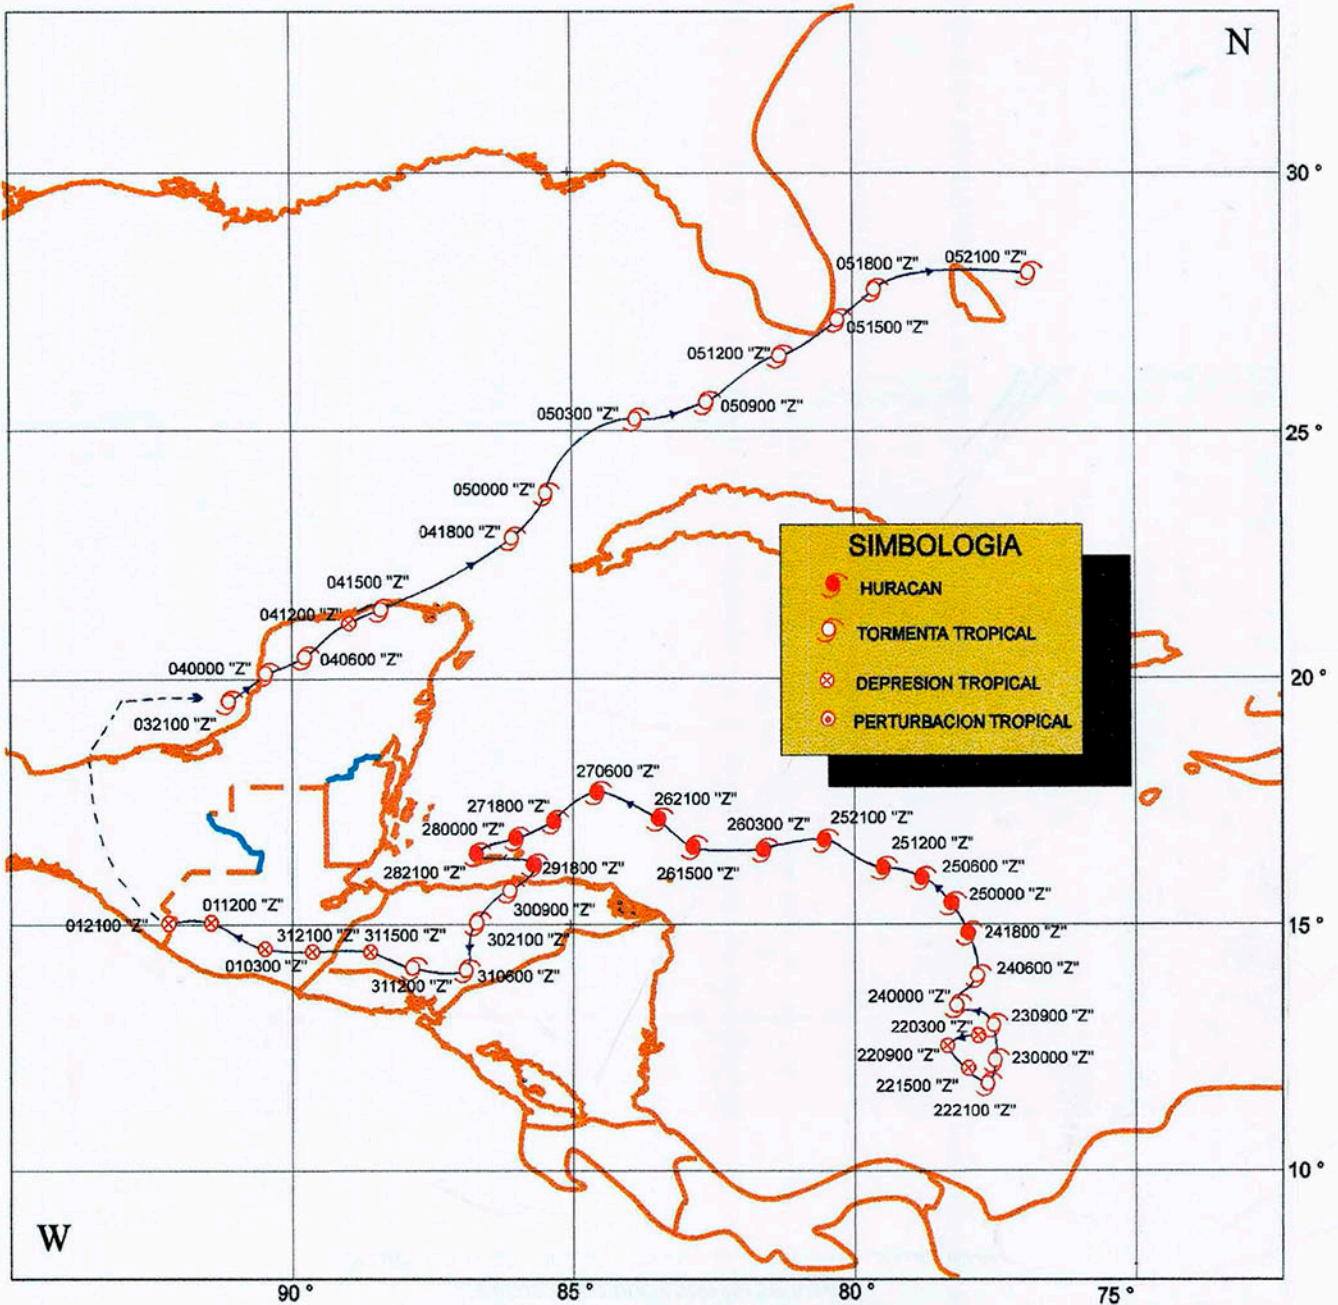 N
30 °
052100 "Z"
051800 "Z"
051500 "Z"
051200 "Z"
050900 "Z"
050300 "Z"
25 °
050000 "Z"
041800 "Z"
SIMBOLOGIA
HURACAN
TORMENTA TROPICAL
DEPRESION TROPICAL
PERTURBACION TROPICAL
041500 "Z"
041200 "Z"
040600 "Z"
040000 "Z"
032100 "Z"
20 °
270600 "Z"
271800 "Z"
262100 "Z"
280000 "Z"
260300 "Z"
252100 "Z"
251200 "Z"
282100 "Z"
291800 "Z"
261500 "Z"
250600 "Z"
250000 "Z"
300900 "Z"
011200 "Z"
012100 "Z"
15 °
312100 "Z"
311500 "Z"
302100 "Z"
241800 "Z"
010300 "Z"
311200 "Z"
310600 "Z"
240600 "Z"
240000 "Z"
230900 "Z"
220300 "Z"
220900 "Z"
230000 "Z"
221500 "Z"
222100 "Z"
10 °
W
90 °
85 °
80 °
75 °